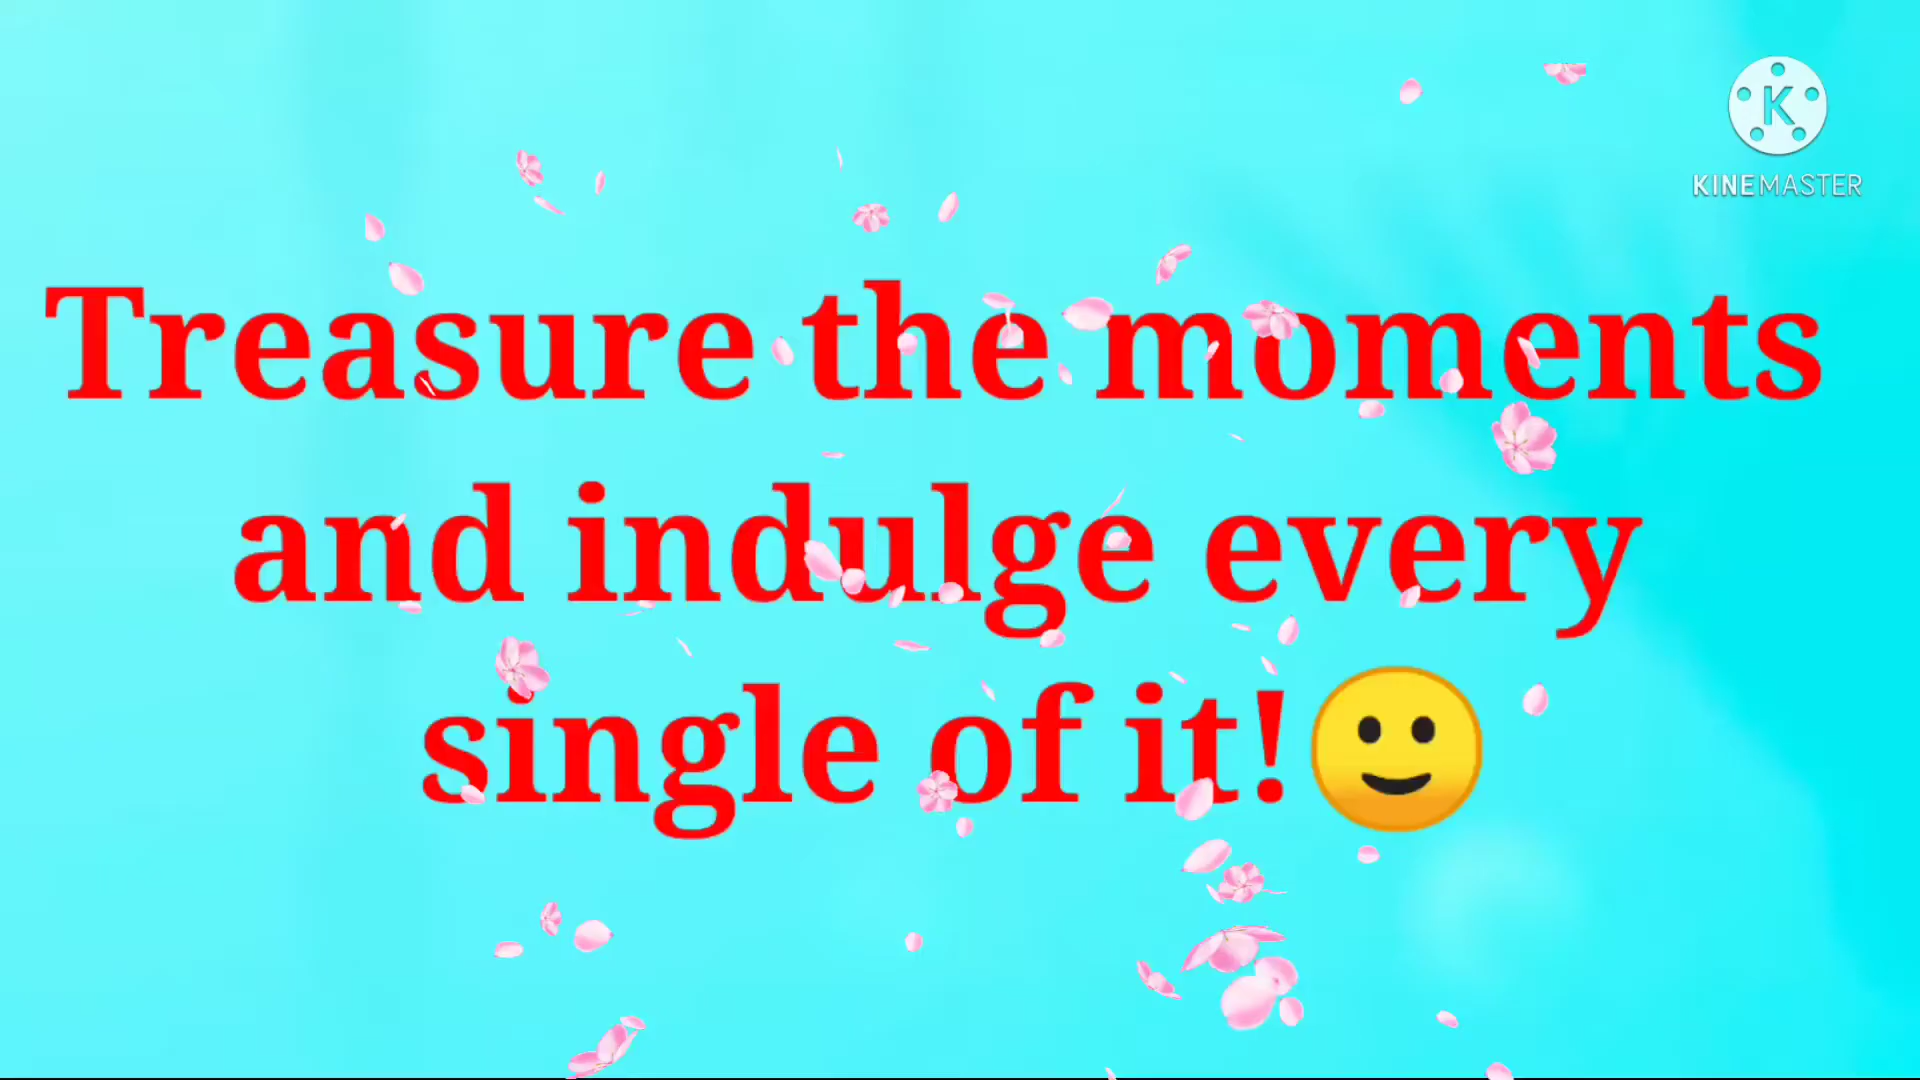 K
KINEMASTER
Treasure the moments
and indulge every
single of it!🙂